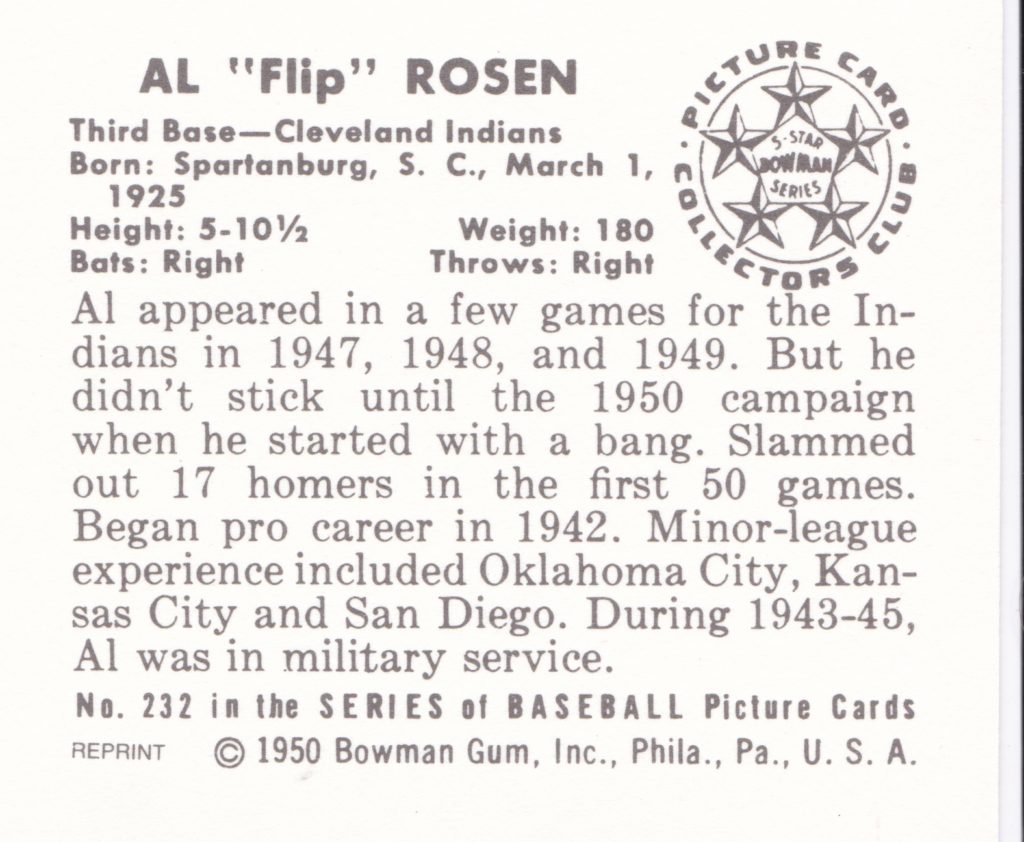 AL "Flip" ROSEN
Third Base—Cleveland Indians
Born: Spartanburg, S. C., March 1,
1925
Height: 5-10½ Weight: 180
Bats: Right Throws: Right
PICTURE CARD
COLLECTORS CLUB
5-STAR
BOWMAN
SERIES
Al appeared in a few games for the In-
dians in 1947, 1948, and 1949. But he
didn't stick until the 1950 campaign
when he started with a bang. Slammed
out 17 homers in the first 50 games.
Began pro career in 1942. Minor-league
experience included Oklahoma City, Kan-
sas City and San Diego. During 1943-45,
Al was in military service.
No. 232 in the SERIES of BASEBALL Picture Cards
REPRINT © 1950 Bowman Gum, Inc., Phila., Pa., U. S. A.